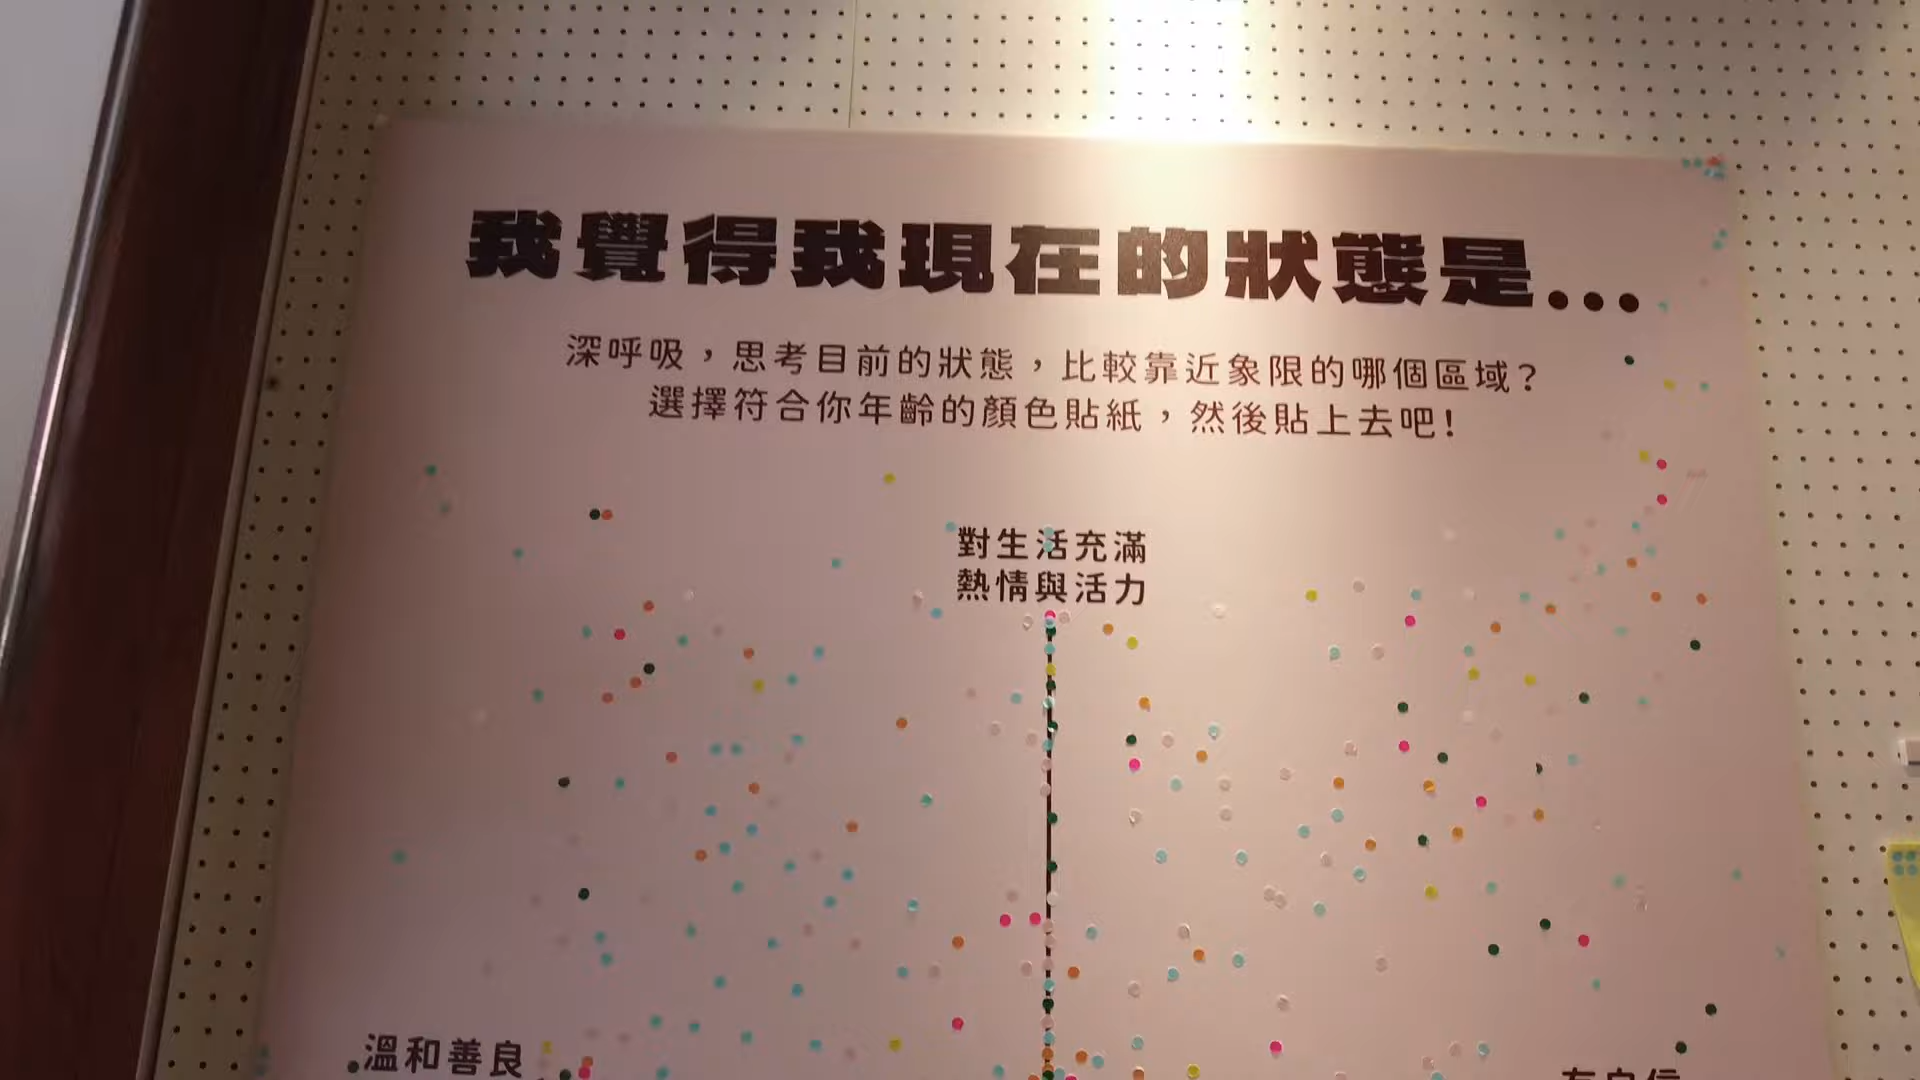 我覺得我現在的狀態是...
深呼吸，思考目前的狀態，比較靠近象限的哪個區域？
選擇符合你年齡的顏色貼紙，然後貼上去吧！
對生活充滿
熱情與活力
溫和善良
有自信